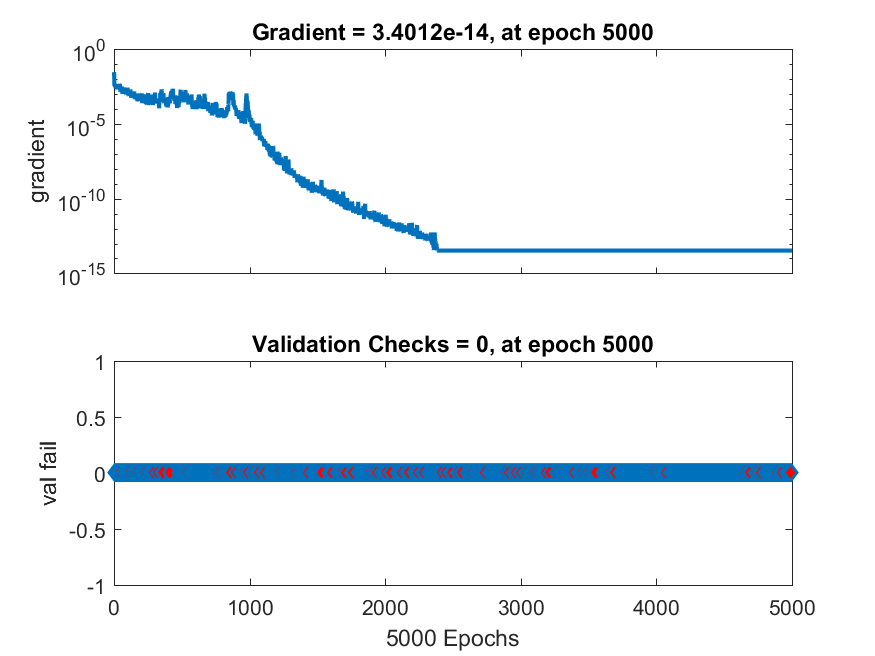 Gradient = 3.4012e-14, at epoch 5000
10^0
10^-5
10^-10
10^-15
gradient
Validation Checks = 0, at epoch 5000
1
0.5
0
-0.5
-1
val fail
0 1000 2000 3000 4000 5000
5000 Epochs